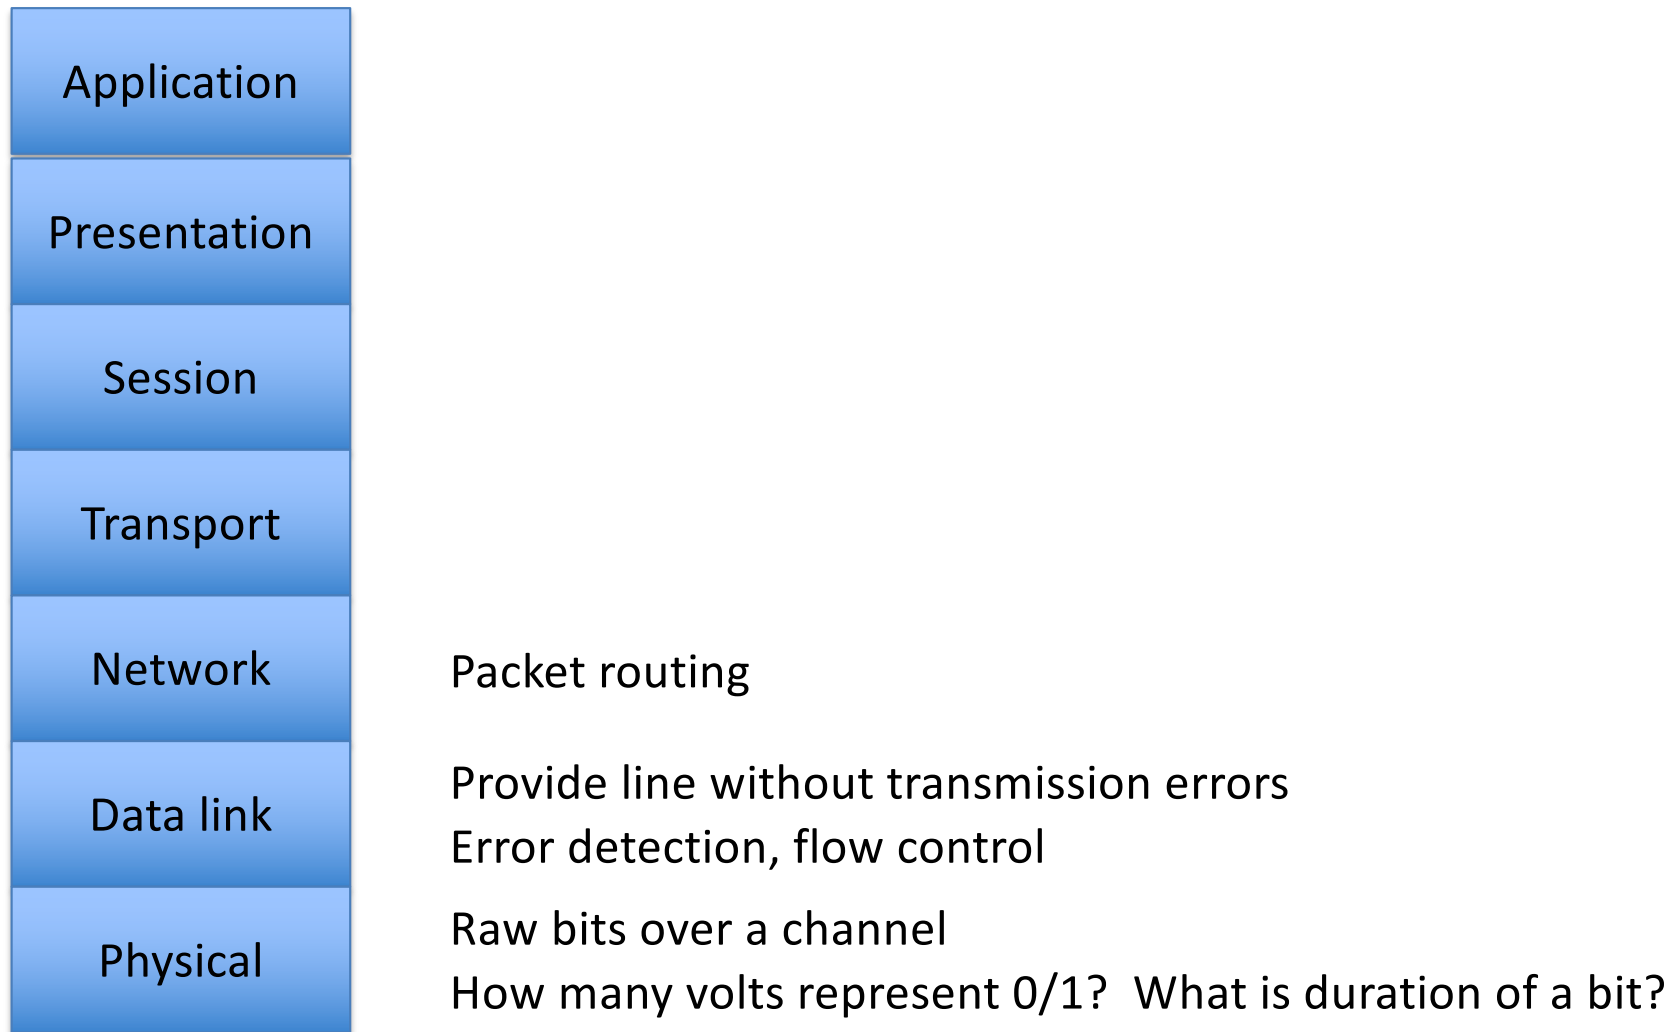 Application
Presentation
Session
Transport
Network
Packet routing
Data link
Provide line without transmission errors
Error detection, flow control
Physical
Raw bits over a channel
How many volts represent 0/1?  What is duration of a bit?